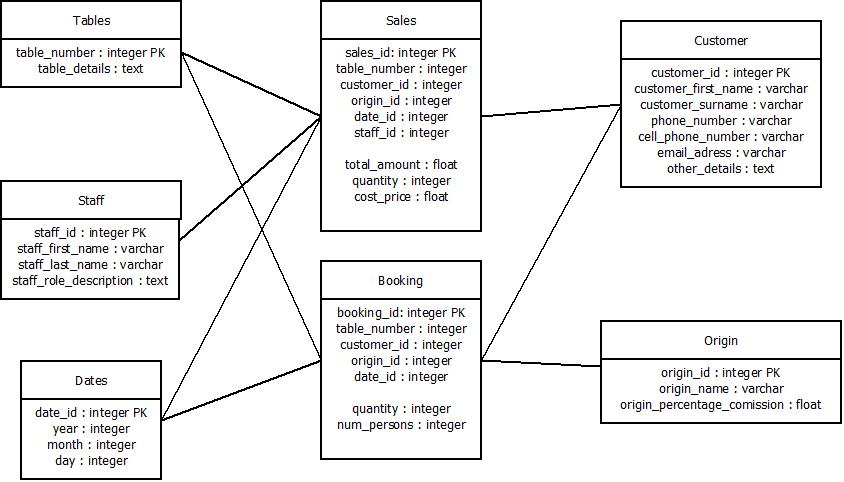 Tables
table_number : integer PK
table_details : text
Sales
sales_id: integer PK
table_number : integer
customer_id : integer
origin_id : integer
date_id : integer
staff_id : integer
total_amount : float
quantity : integer
cost_price : float
Customer
customer_id : integer PK
customer_first_name : varchar
customer_surname : varchar
phone_number : varchar
cell_phone_number : varchar
email_adress : varchar
other_details : text
Staff
staff_id : integer PK
staff_first_name : varchar
staff_last_name : varchar
staff_role_description : text
Booking
booking_id: integer PK
table_number : integer
customer_id : integer
origin_id : integer
date_id : integer
quantity : integer
num_persons : integer
Origin
origin_id : integer PK
origin_name : varchar
origin_percentage_comission : float
Dates
date_id : integer PK
year : integer
month : integer
day : integer